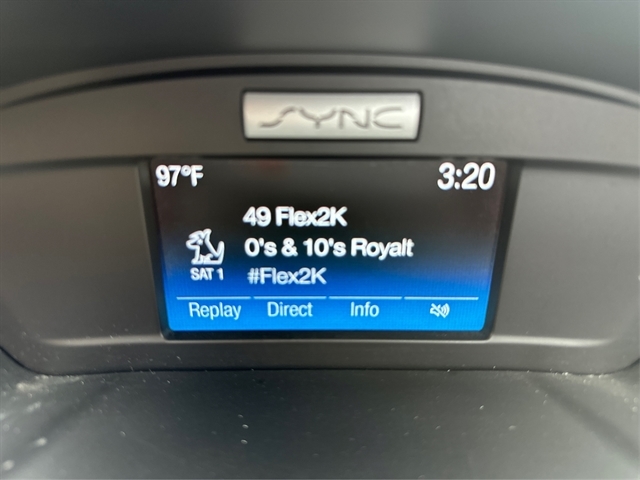 SYNC
97°F
3:20
49 Flex2K
0's & 10's Royalt
SAT 1
#Flex2K
Replay Direct Info